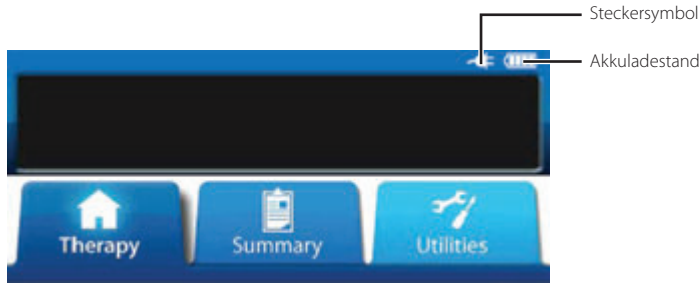 Steckersymbol
Akkuladestand
Therapy
Summary
Utilities